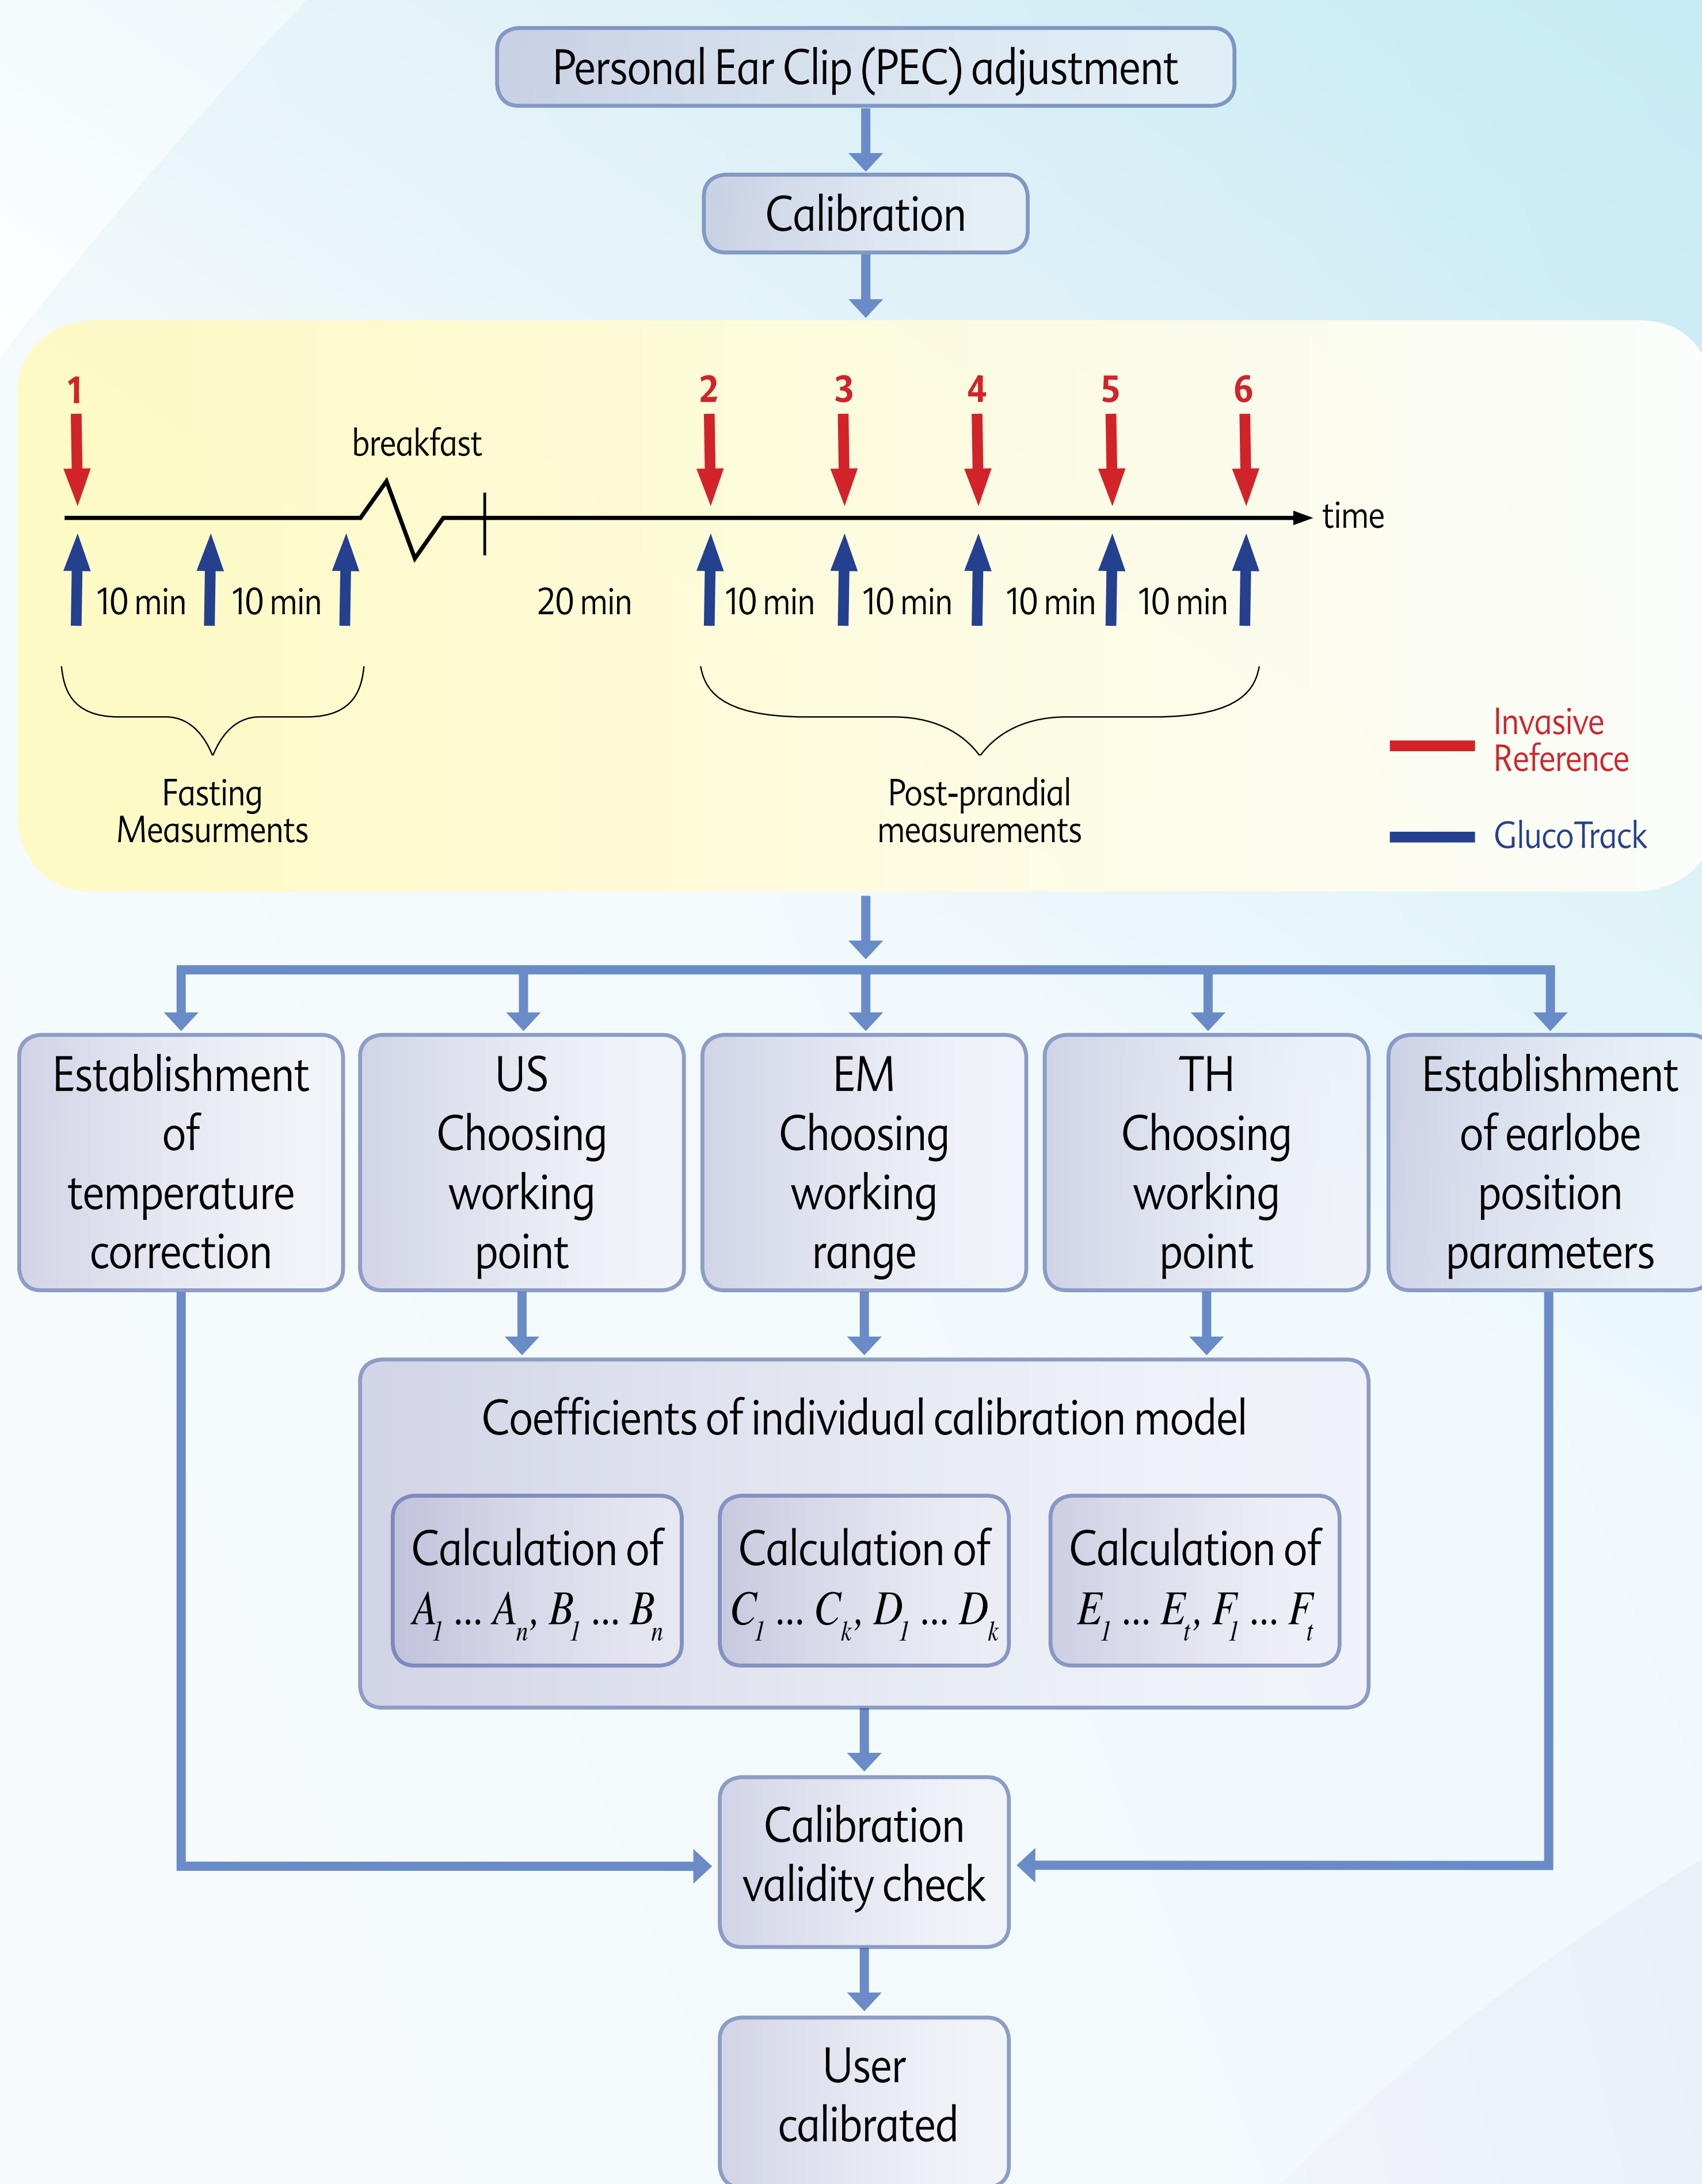 Personal Ear Clip (PEC) adjustment
Calibration
1
2
3
4
5
6
breakfast
time
10 min
10 min
20 min
10 min
10 min
10 min
10 min
Fasting
Measurments
Post-prandial
measurements
Invasive
Reference
GlucoTrack
Establishment
of
temperature
correction
US
Choosing
working
point
EM
Choosing
working
range
TH
Choosing
working
point
Establishment
of earlobe
position
parameters
Coefficients of individual calibration model
Calculation of
A1 ... An, B1 ... Bn
Calculation of
C1 ... Ck, D1 ... Dk
Calculation of
E1 ... Et, F1 ... Ft
Calibration
validity check
User
calibrated